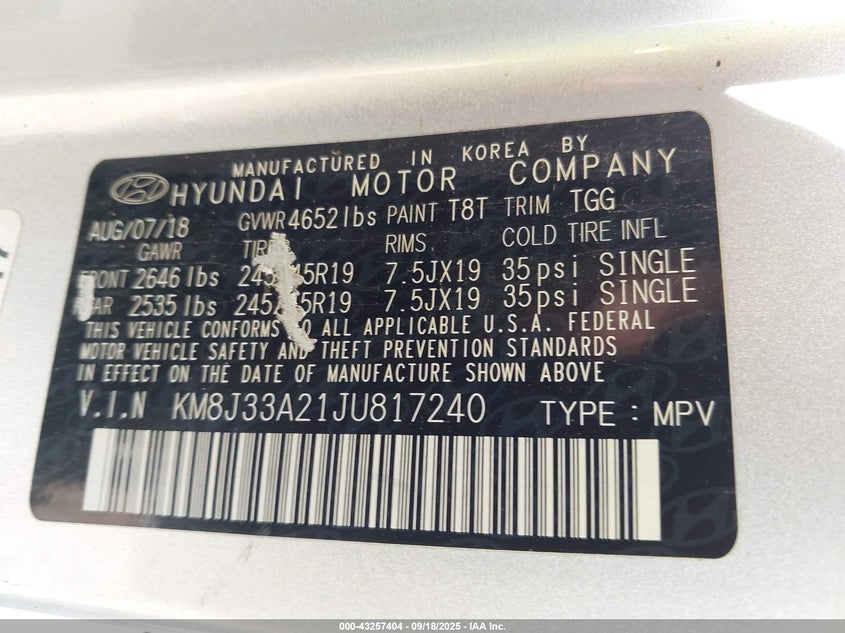 MANUFACTURED IN KOREA BY
HYUNDAI MOTOR COMPANY
AUG/07/18 GVWR 4652 lbs PAINT T8T TRIM TGG
GAWR RIMS COLD TIRE INFL
FRONT 2646 lbs 7.5JX19 35psi SINGLE
2535 lbs 7.5JX19 35psi SINGLE
THIS VEHICLE CONFORMS TO ALL APPLICABLE U.S.A. FEDERAL
MOTOR VEHICLE SAFETY AND THEFT PREVENTION STANDARDS
IN EFFECT ON THE DATE OF MANUFACTURE SHOWN ABOVE
V.I.N KM8J33A21JU817240 TYPE : MPV
000-43257404 | 09/18/2025 | IAA Inc.